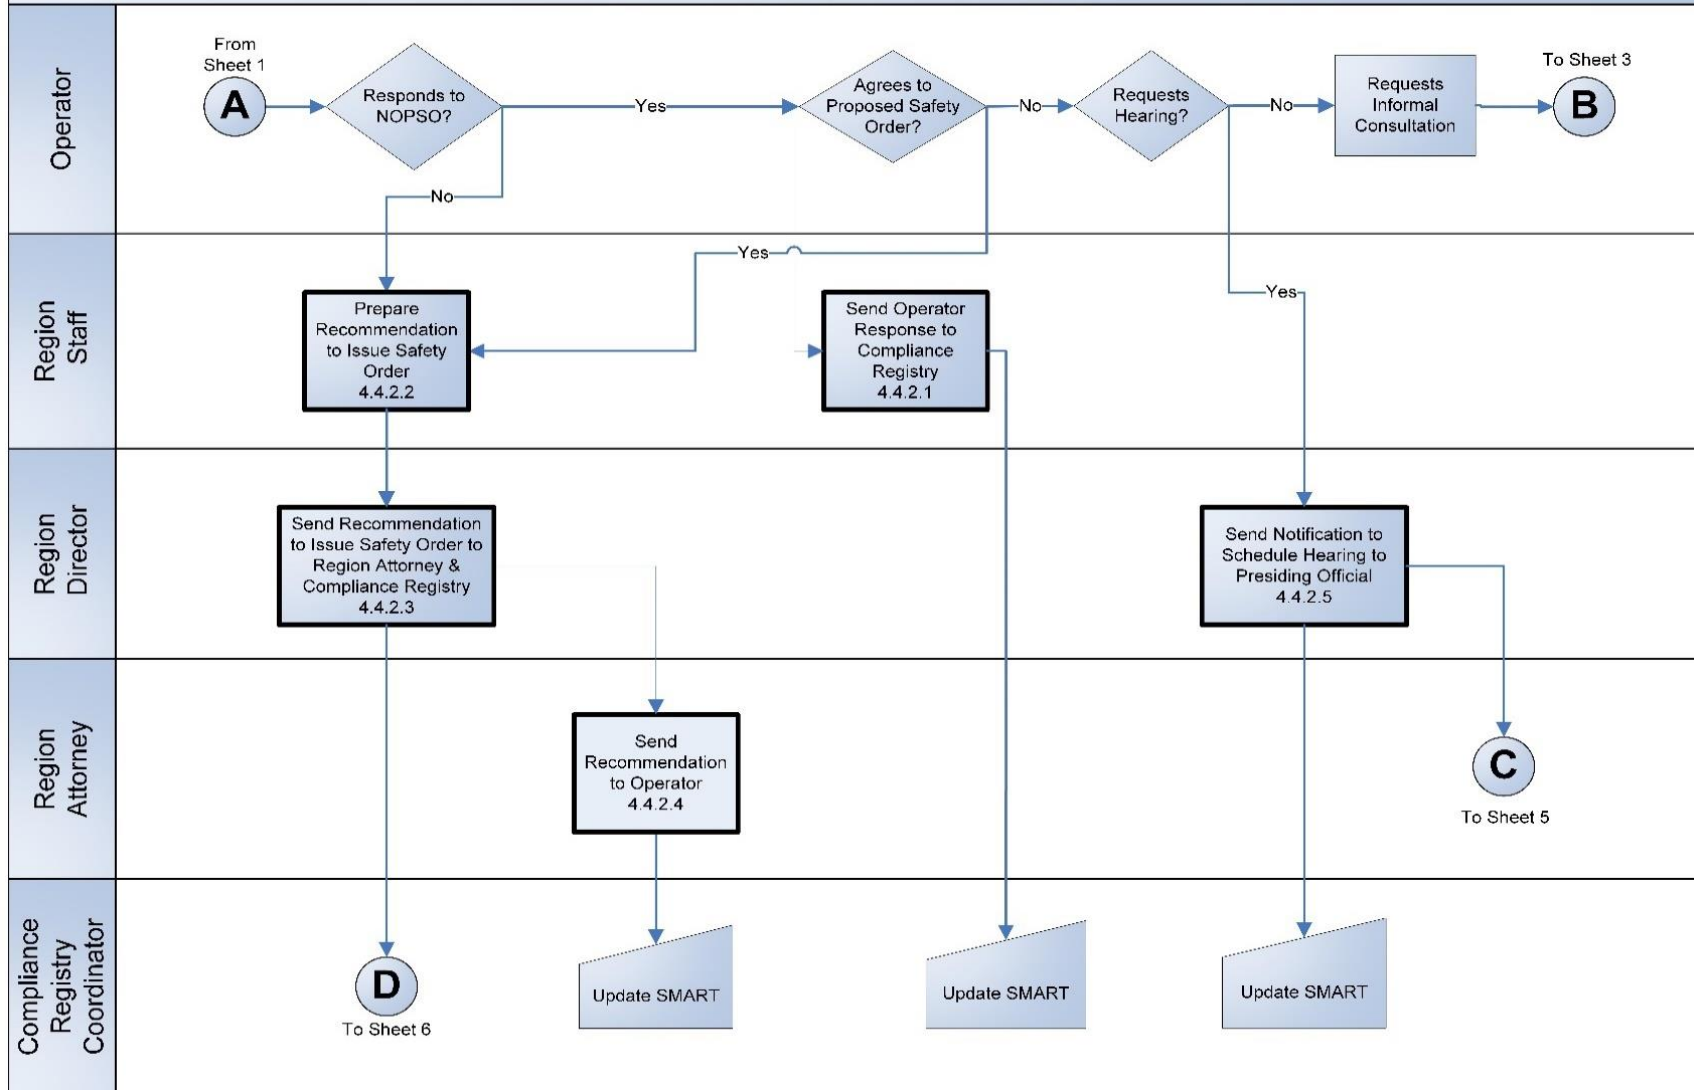 Operator
From
Sheet 1
A
Responds to
NOPSO?
Yes
No
Agrees to
Proposed Safety
Order?
No
Requests
Hearing?
No
Requests
Informal
Consultation
To Sheet 3
B
Region
Staff
Yes
Yes
Prepare
Recommendation
to Issue Safety
Order
4.4.2.2
Send Operator
Response to
Compliance
Registry
4.4.2.1
Region
Director
Send Recommendation
to Issue Safety Order to
Region Attorney &
Compliance Registry
4.4.2.3
Send Notification to
Schedule Hearing to
Presiding Official
4.4.2.5
Region
Attorney
Send
Recommendation
to Operator
4.4.2.4
C
To Sheet 5
Compliance
Registry
Coordinator
D
To Sheet 6
Update SMART
Update SMART
Update SMART